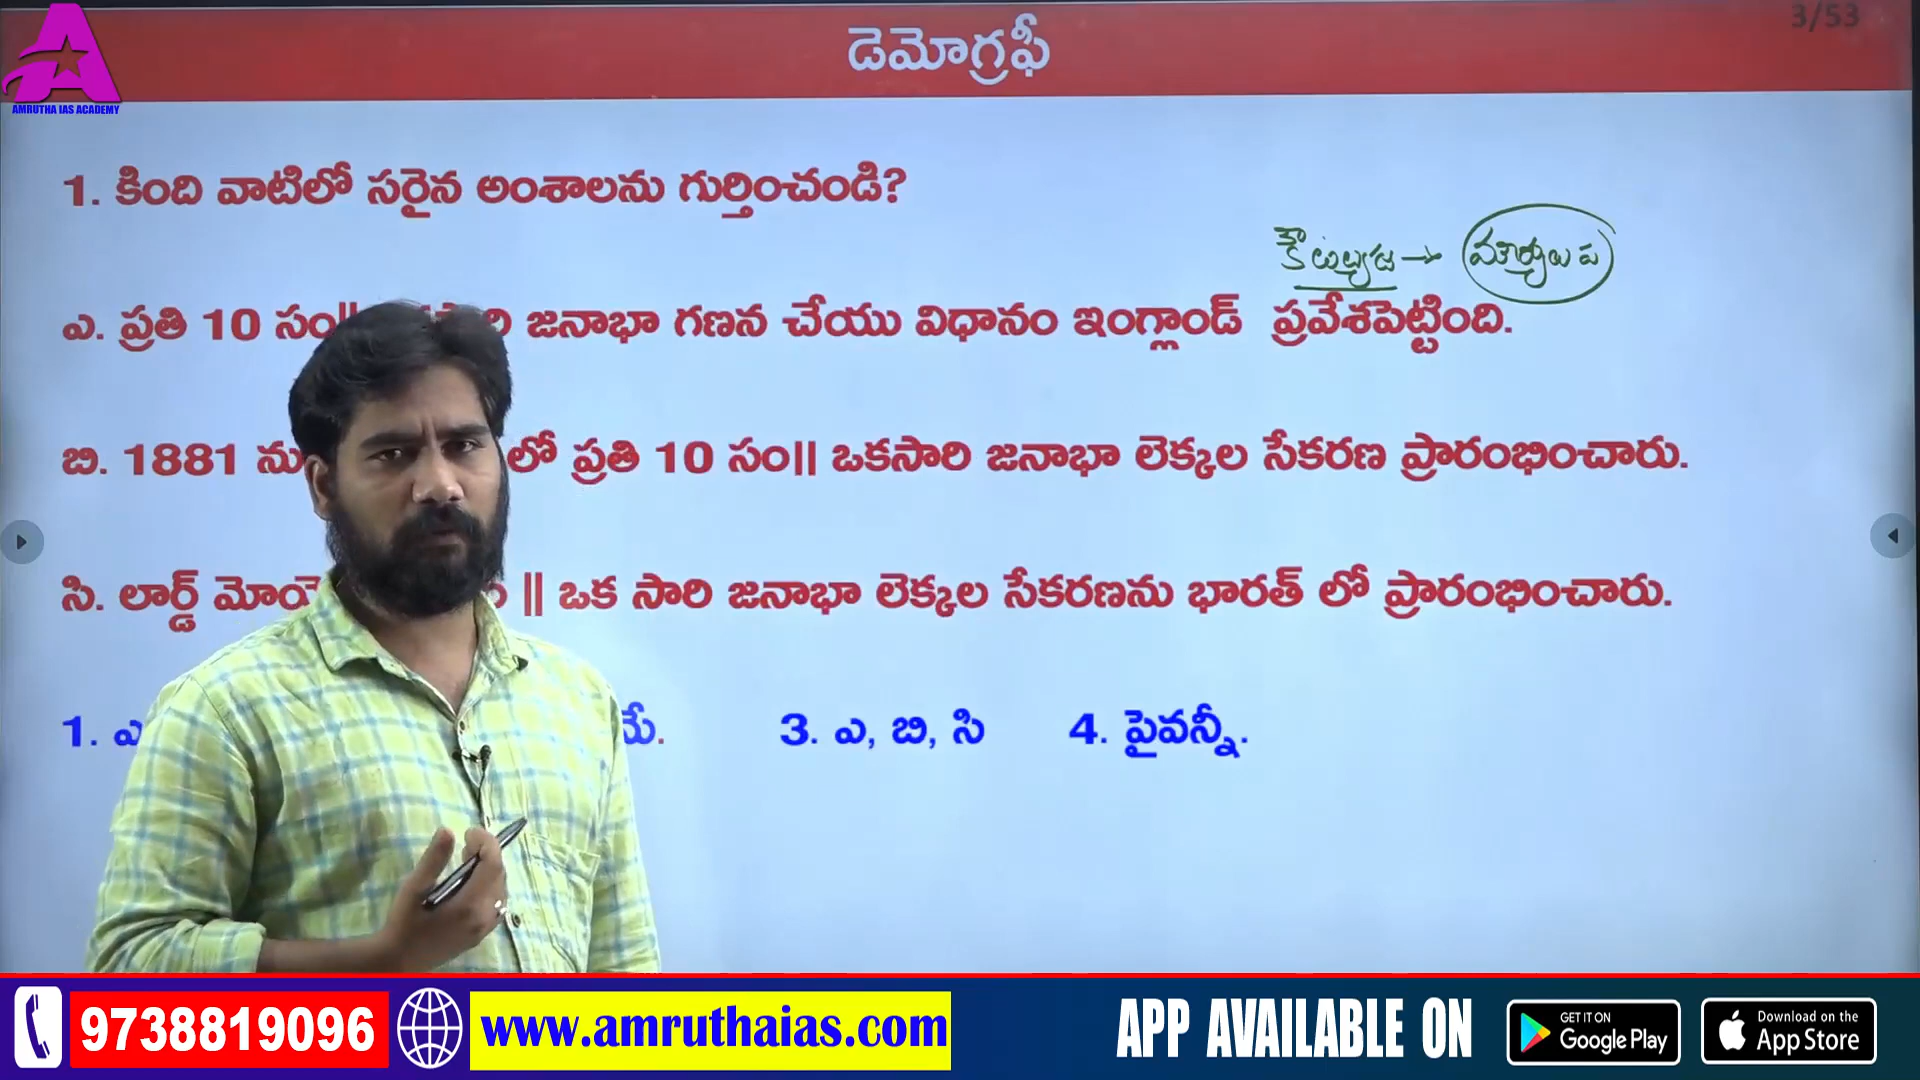 3/53
డెమోగ్రఫీ
AMRUTHA IAS ACADEMY
1. కింది వాటిలో సరైన అంశాలను గుర్తించండి?
ఎ. ప్రతి 10 సం|| జనాభా గణన చేయు విధానం ఇంగ్లాండ్ ప్రవేశపెట్టింది.
బి. 1881 ను లో ప్రతి 10 సం|| ఒకసారి జనాభా లెక్కల సేకరణ ప్రారంభించారు.
సి. లార్డ్ || ఒక సారి జనాభా లెక్కల సేకరణను భారత్ లో ప్రారంభించారు.
1. ఎ 3. ఎ, బి, సి 4. పైవన్నీ.
9738819096 www.amruthaias.com APP AVAILABLE ON GET IT ON Google Play Download on the App Store